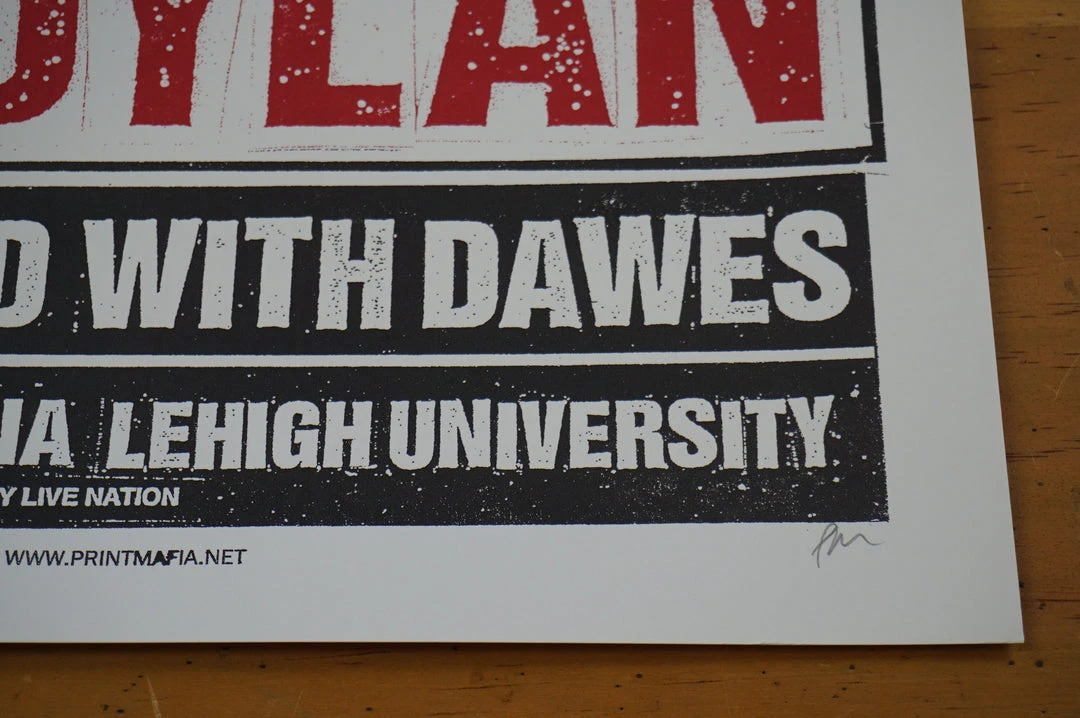 DYLAN
D WITH DAWES
NA LEHIGH UNIVERSITY
Y LIVE NATION
WWW.PRINTMAFIA.NET